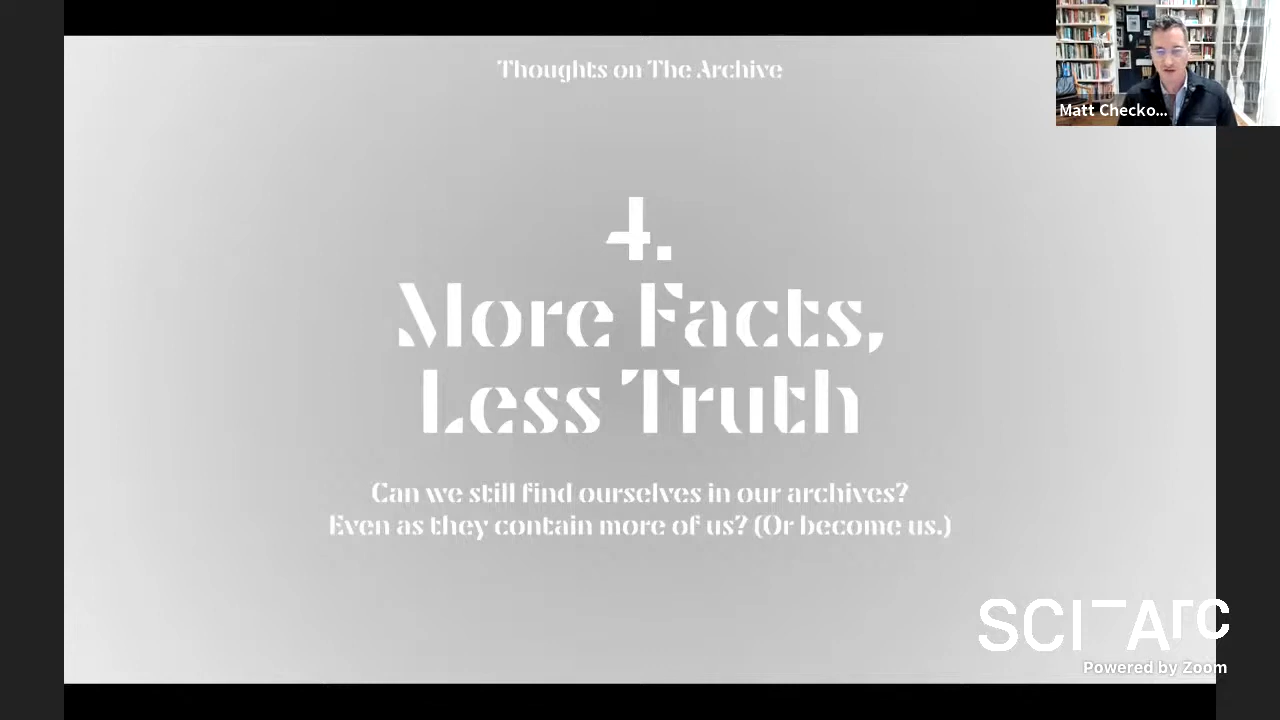 Thoughts on The Archive
Matt Checko...
4.
More Facts,
Less Truth
Can we still find ourselves in our archives?
Even as they contain more of us? (Or become us.)
SCI-Arc
Powered by Zoom